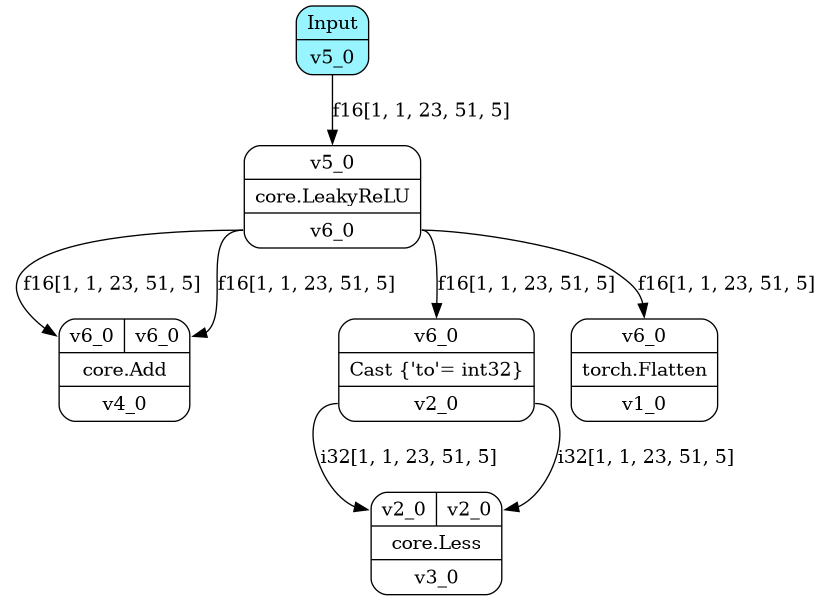 Input
v5_0
f16[1, 1, 23, 51, 5]
v5_0
core.LeakyReLU
v6_0
f16[1, 1, 23, 51, 5] f16[1, 1, 23, 51, 5] f16[1, 1, 23, 51, 5] f16[1, 1, 23, 51, 5]
v6_0 v6_0 v6_0 v6_0
core.Add Cast {'to'= int32} torch.Flatten
v4_0 v2_0 v1_0
i32[1, 1, 23, 51, 5] i32[1, 1, 23, 51, 5]
v2_0 v2_0
core.Less
v3_0